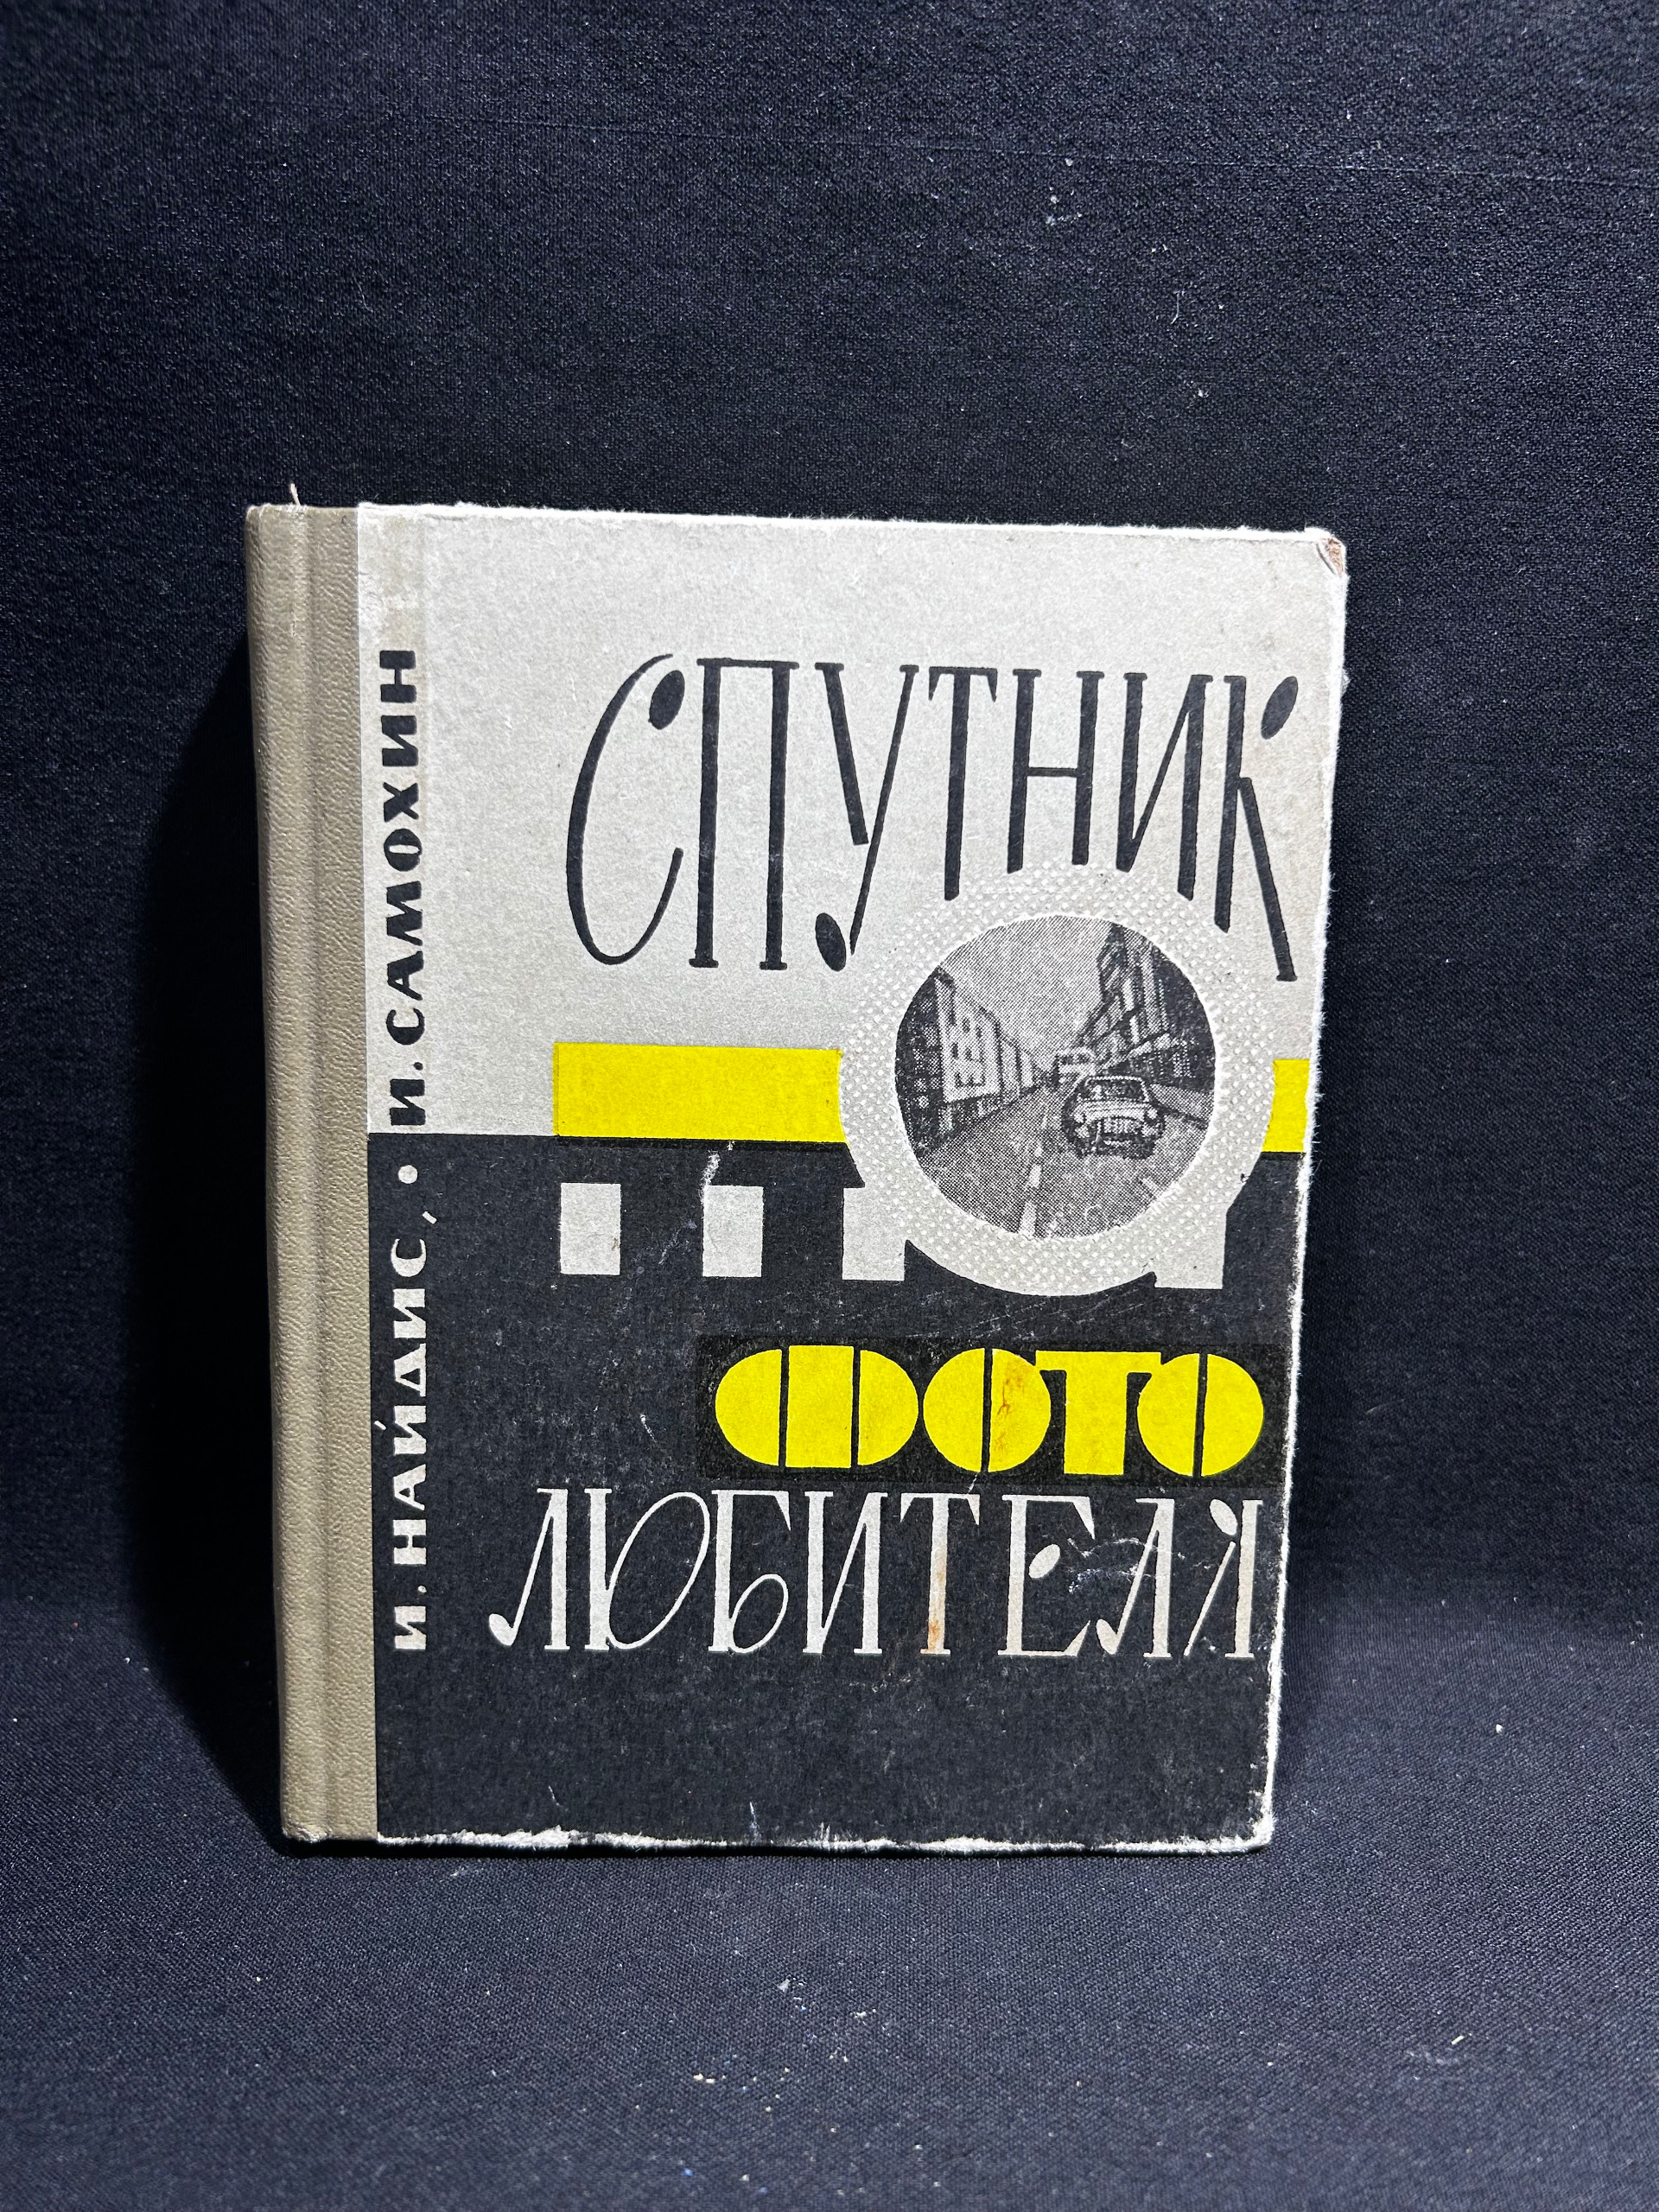 СПУТНИК
ФОТО
ЛЮБИТЕЛЯ
И. НАЙДИС, • И. САМОХИН